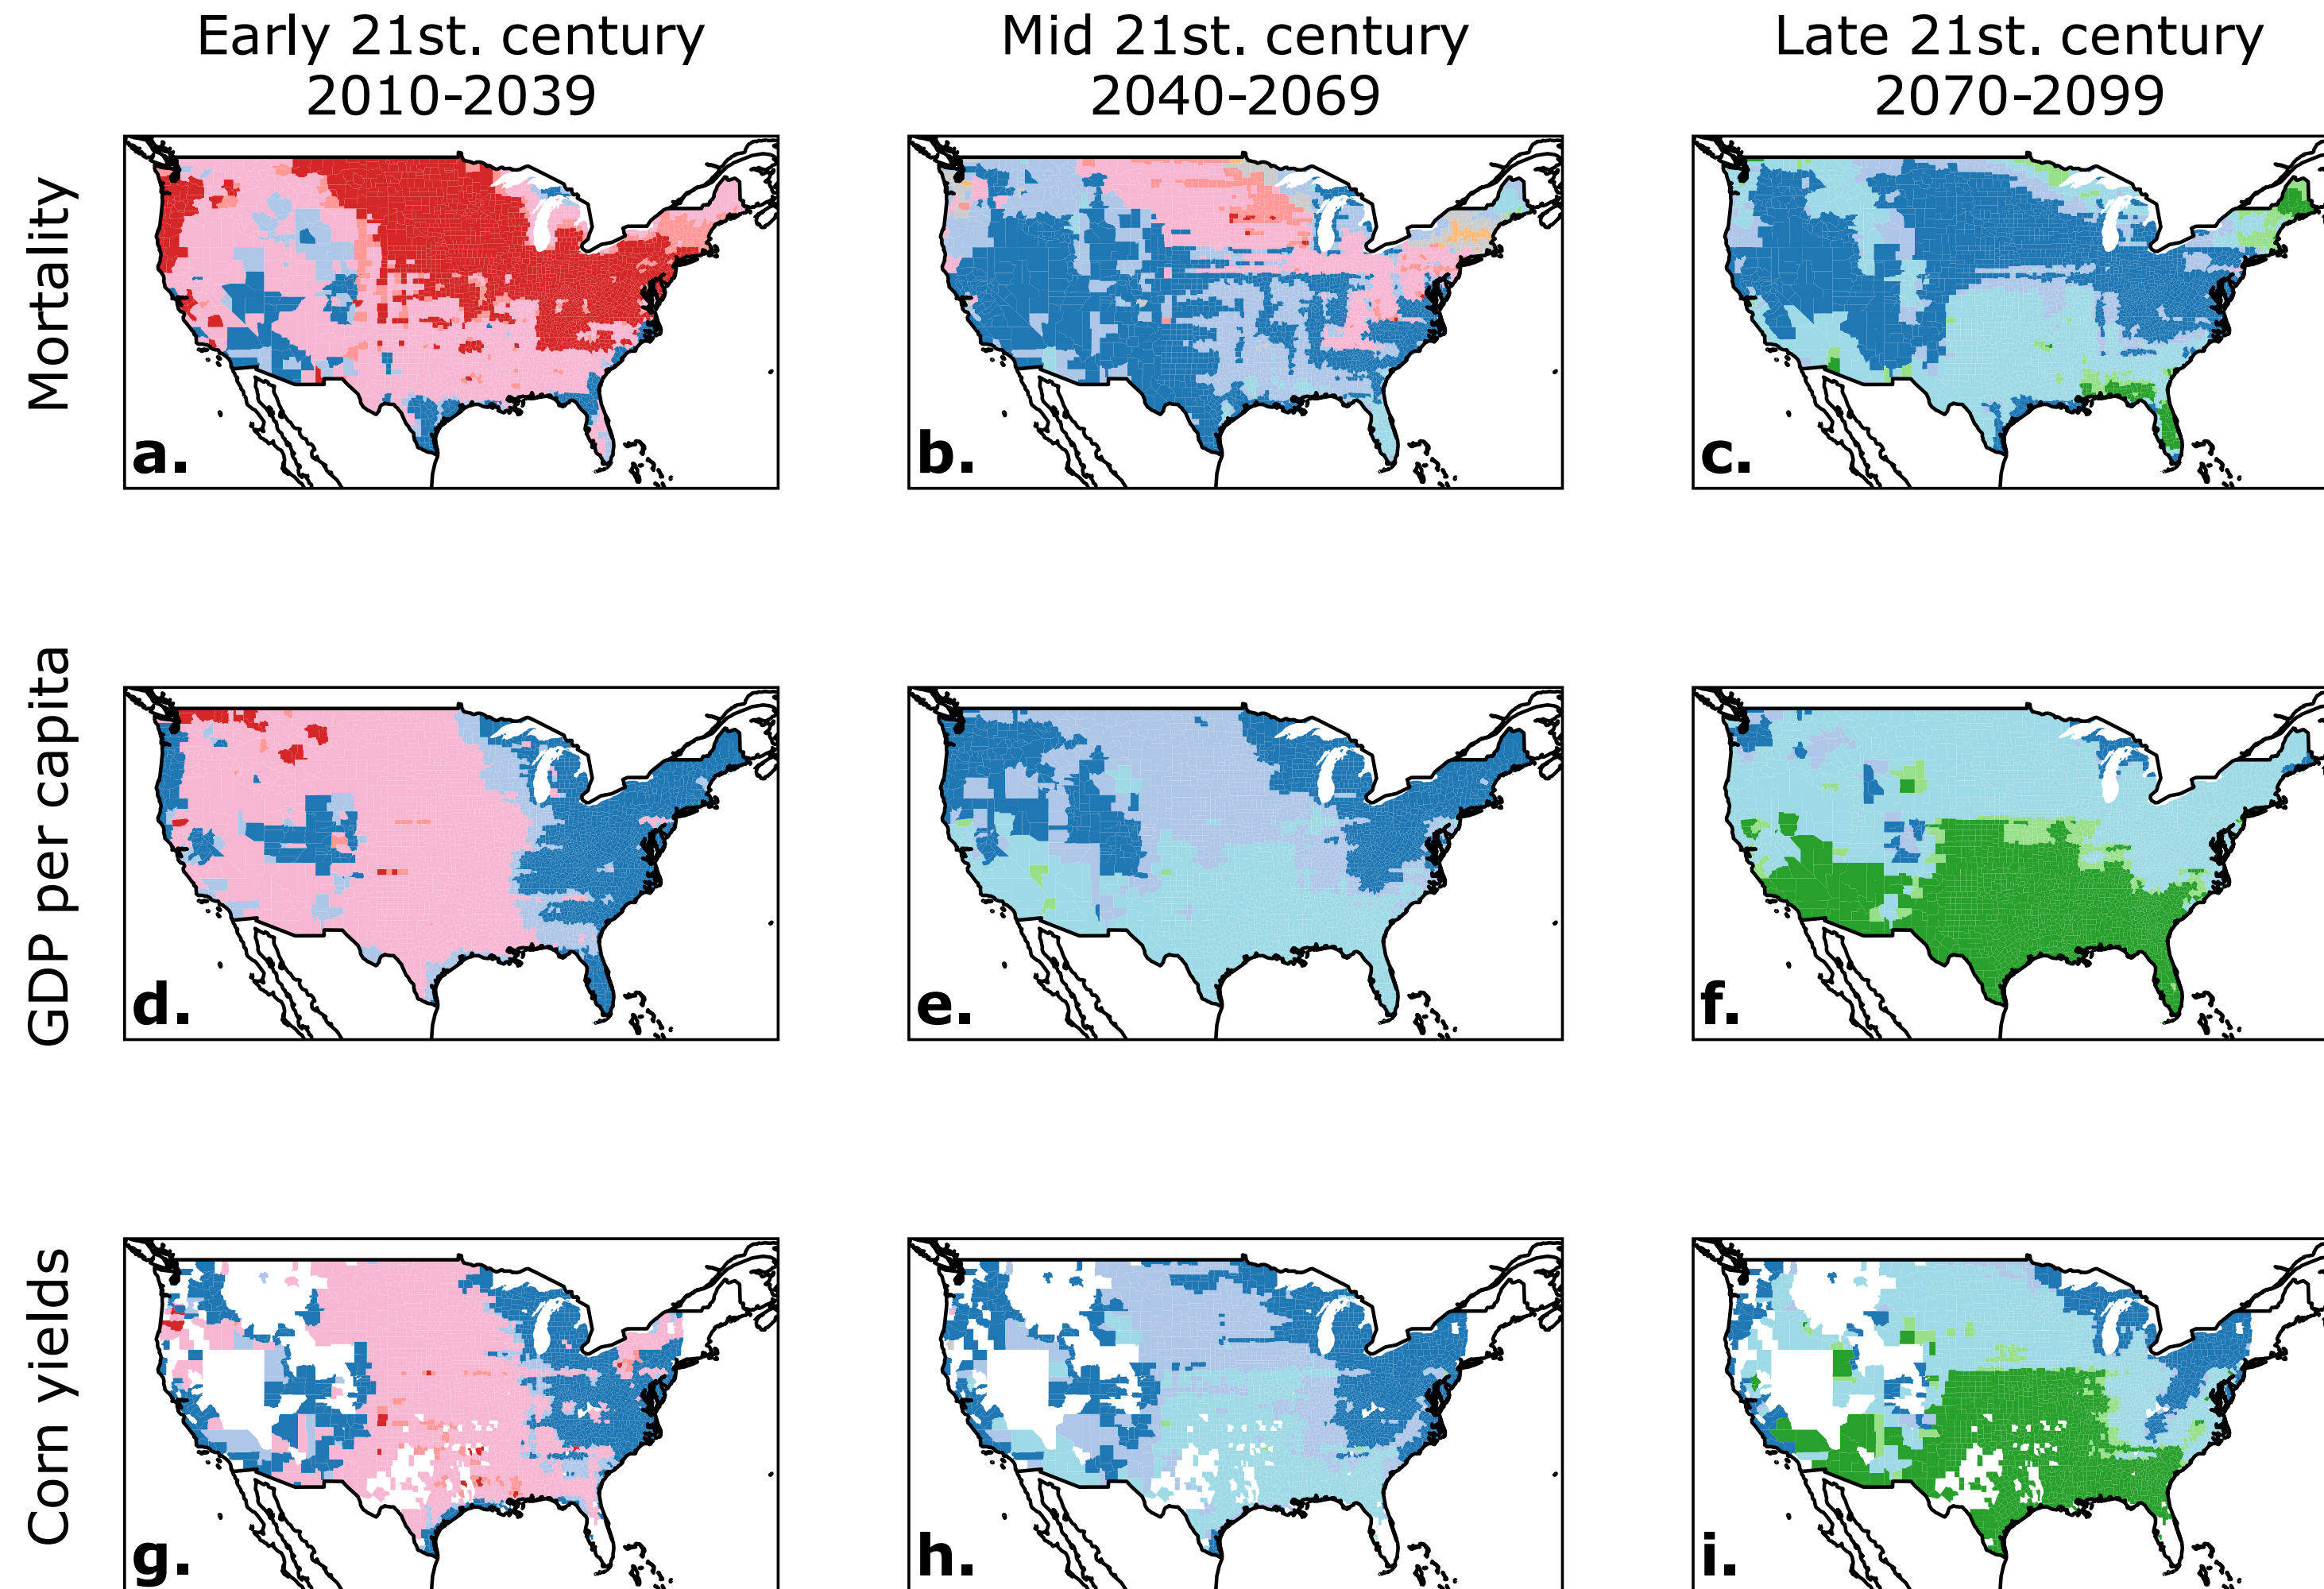 Early 21st. century
2010-2039
Mid 21st. century
2040-2069
Late 21st. century
2070-2099
Mortality
a.
b.
c.
GDP per capita
d.
e.
f.
Corn yields
g.
h.
i.